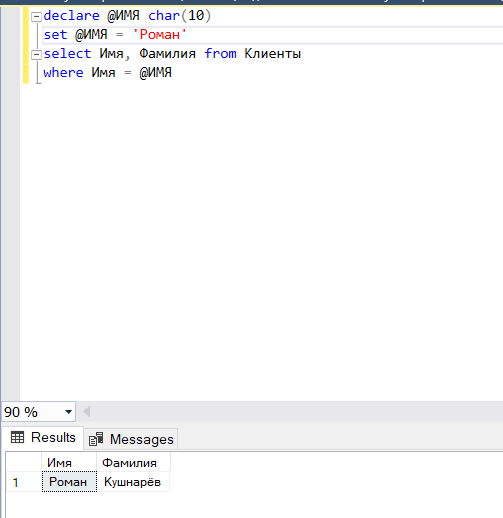 declare @ИМЯ char(10)
set @ИМЯ = 'Роман'
select Имя, Фамилия from Клиенты
where Имя = @ИМЯ
90 %
Results Messages
Имя Фамилия
1 Роман Кушнарёв